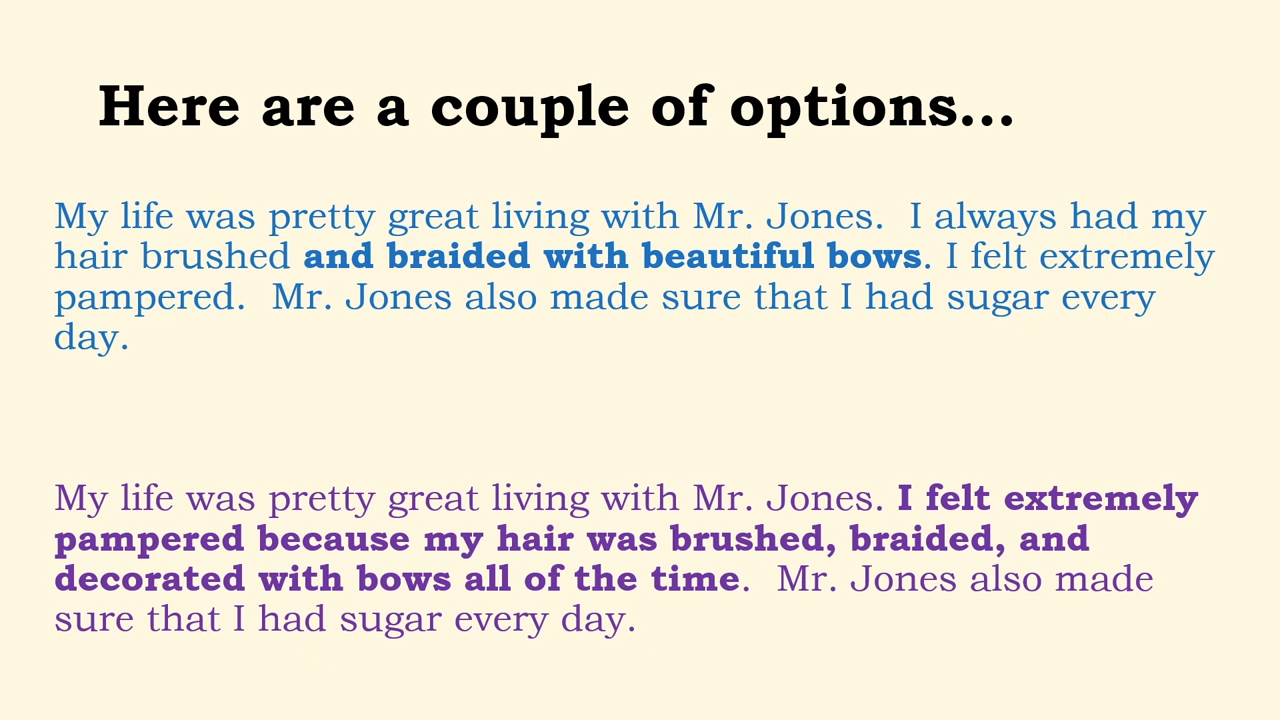 Here are a couple of options…
My life was pretty great living with Mr. Jones.  I always had my
hair brushed and braided with beautiful bows. I felt extremely
pampered.  Mr. Jones also made sure that I had sugar every
day.
My life was pretty great living with Mr. Jones. I felt extremely
pampered because my hair was brushed, braided, and
decorated with bows all of the time.  Mr. Jones also made
sure that I had sugar every day.